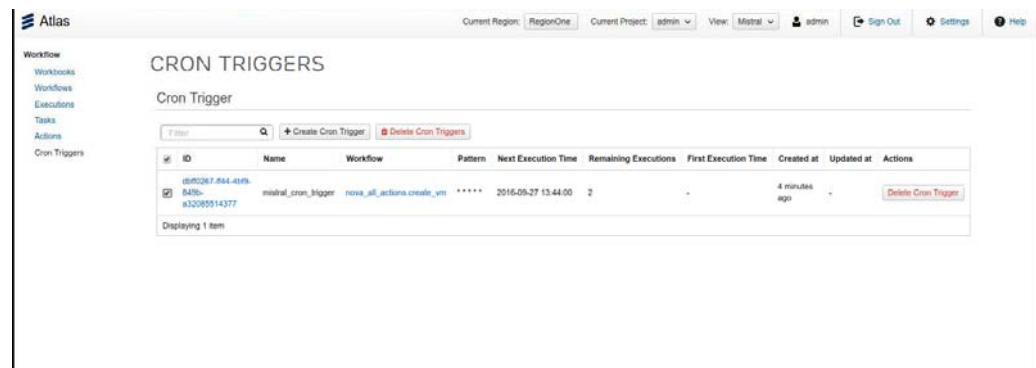 Atlas
Current Region: RegionOne Current Project: admin View: Mistral admin Sign Out Settings Help
Workflow
Workbooks
Workflows
Executions
Tasks
Actions
Cron Triggers
CRON TRIGGERS
Cron Trigger
Filter + Create Cron Trigger Delete Cron Triggers
ID Name Workflow Pattern Next Execution Time Remaining Executions First Execution Time Created at Updated at Actions
a32085514377
mistral_cron_trigger nova_all_actions.create_vm * * * * * 2016-09-27 13:44:00 2 - 4 minutes ago - Delete Cron Trigger
Displaying 1 item